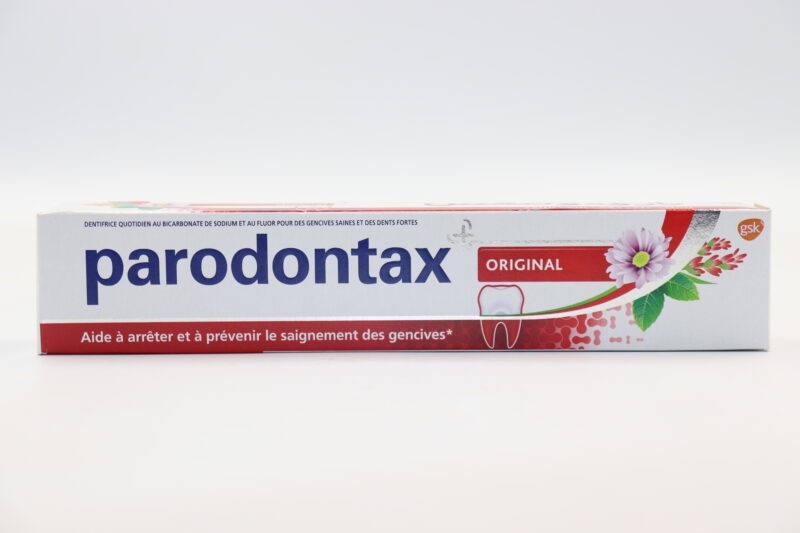 DENTIFRICE QUOTIDIEN AU BICARBONATE DE SODIUM ET AU FLUOR POUR DES GENCIVES SAINES ET DES DENTS FORTES
parodontax
ORIGINAL
gsk
Aide à arrêter et à prévenir le saignement des gencives*